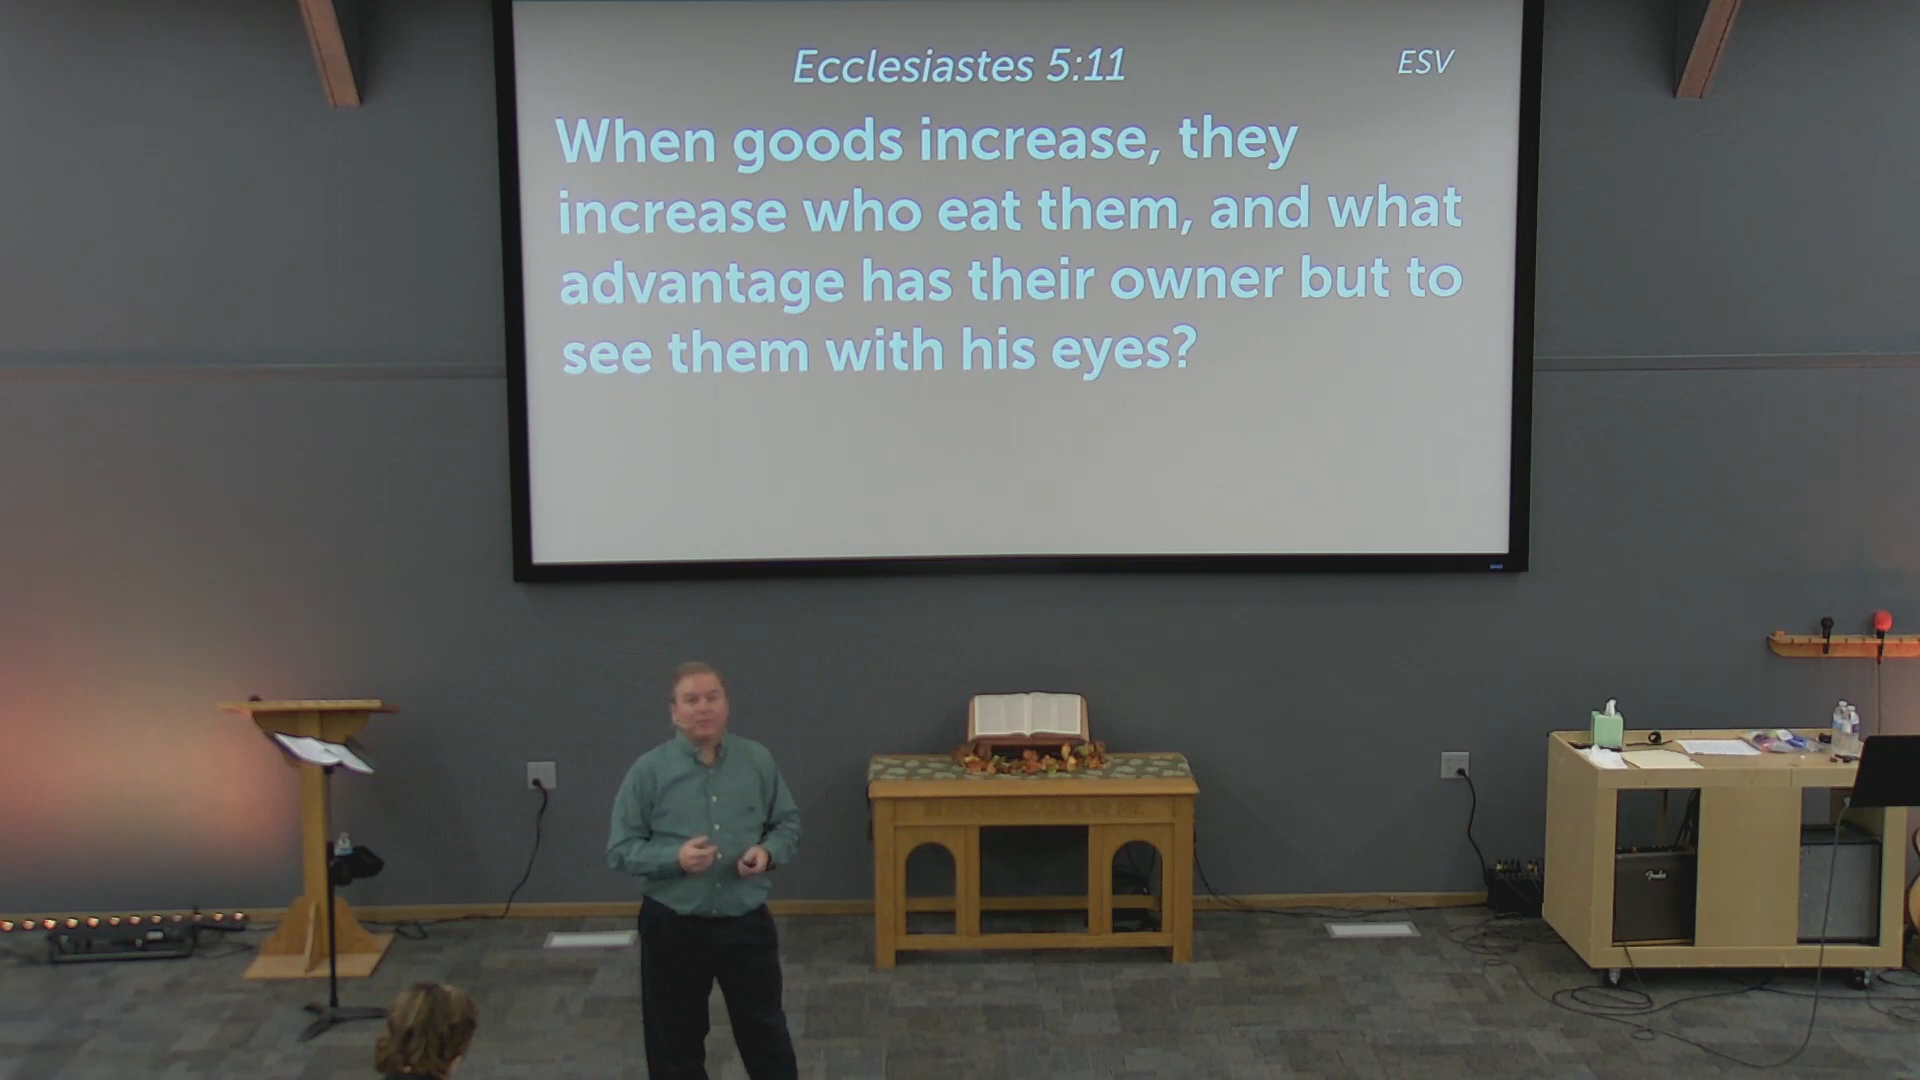 Ecclesiastes 5:11
ESV
When goods increase, they
increase who eat them, and what
advantage has their owner but to
see them with his eyes?
Fender